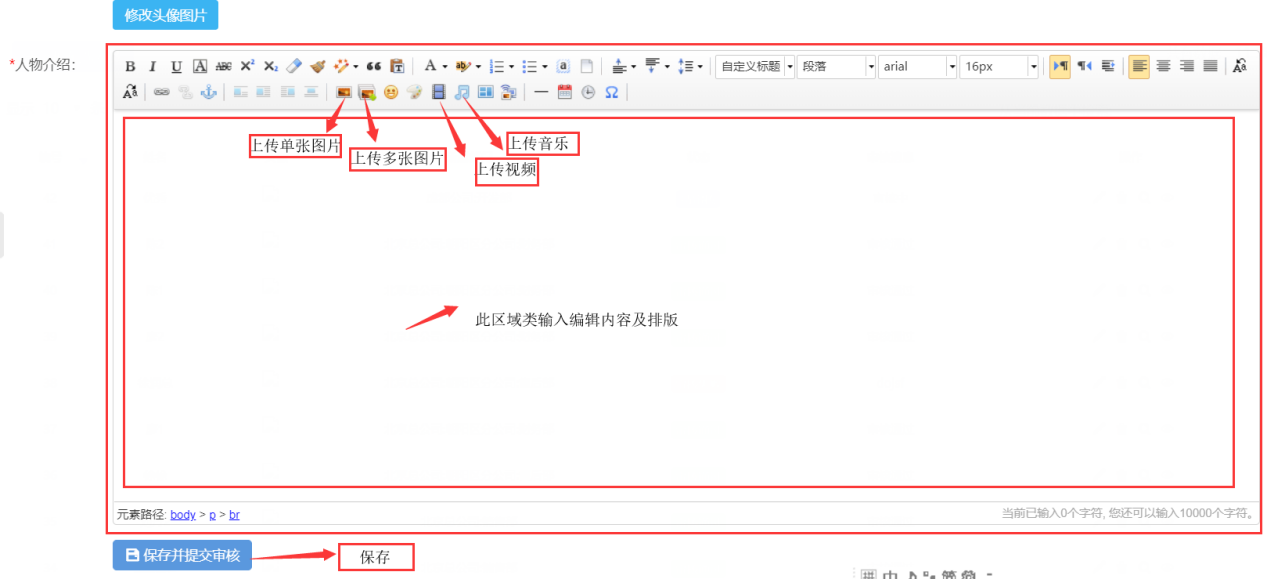 修改头像图片
*人物介绍:
B I U A ABC X² X₂ 66 T A ab a 自定义标题 段落 arial 16px
Aa Ω
上传单张图片
上传多张图片
上传视频
上传音乐
此区域类输入编辑内容及排版
元素路径: body > p > br
当前已输入0个字符, 您还可以输入10000个字符。
保存并提交审核
保存